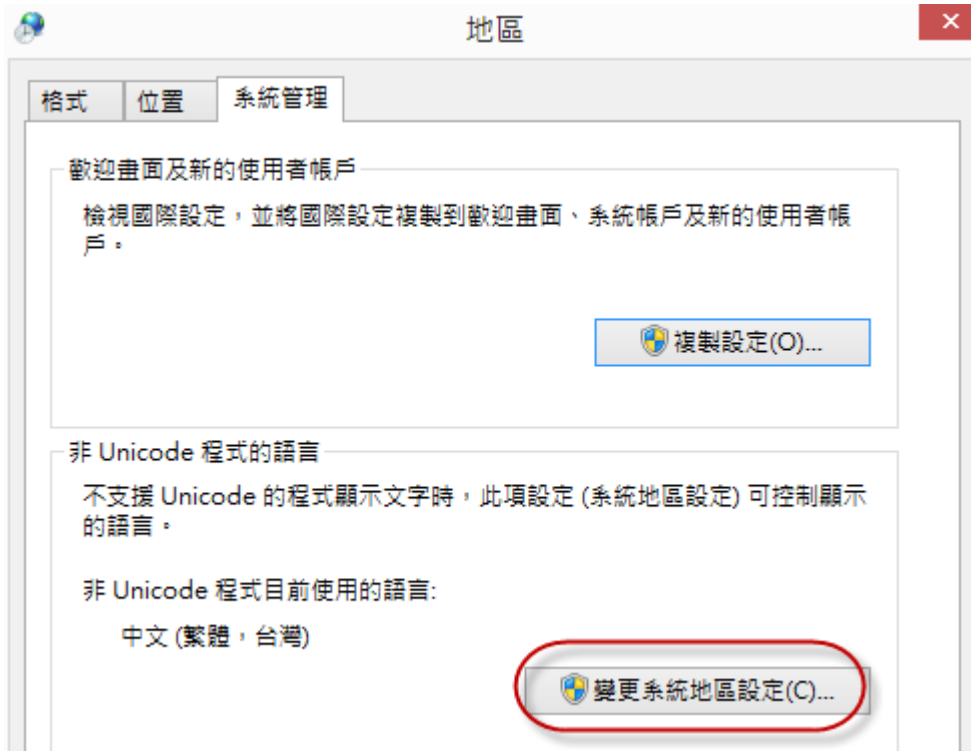 地區
格式 位置 系統管理
歡迎畫面及新的使用者帳戶
檢視國際設定，並將國際設定複製到歡迎畫面、系統帳戶及新的使用者帳
戶。
複製設定(O)...
非 Unicode 程式的語言
不支援 Unicode 的程式顯示文字時，此項設定 (系統地區設定) 可控制顯示
的語言。
非 Unicode 程式目前使用的語言:
中文 (繁體，台灣)
變更系統地區設定(C)...